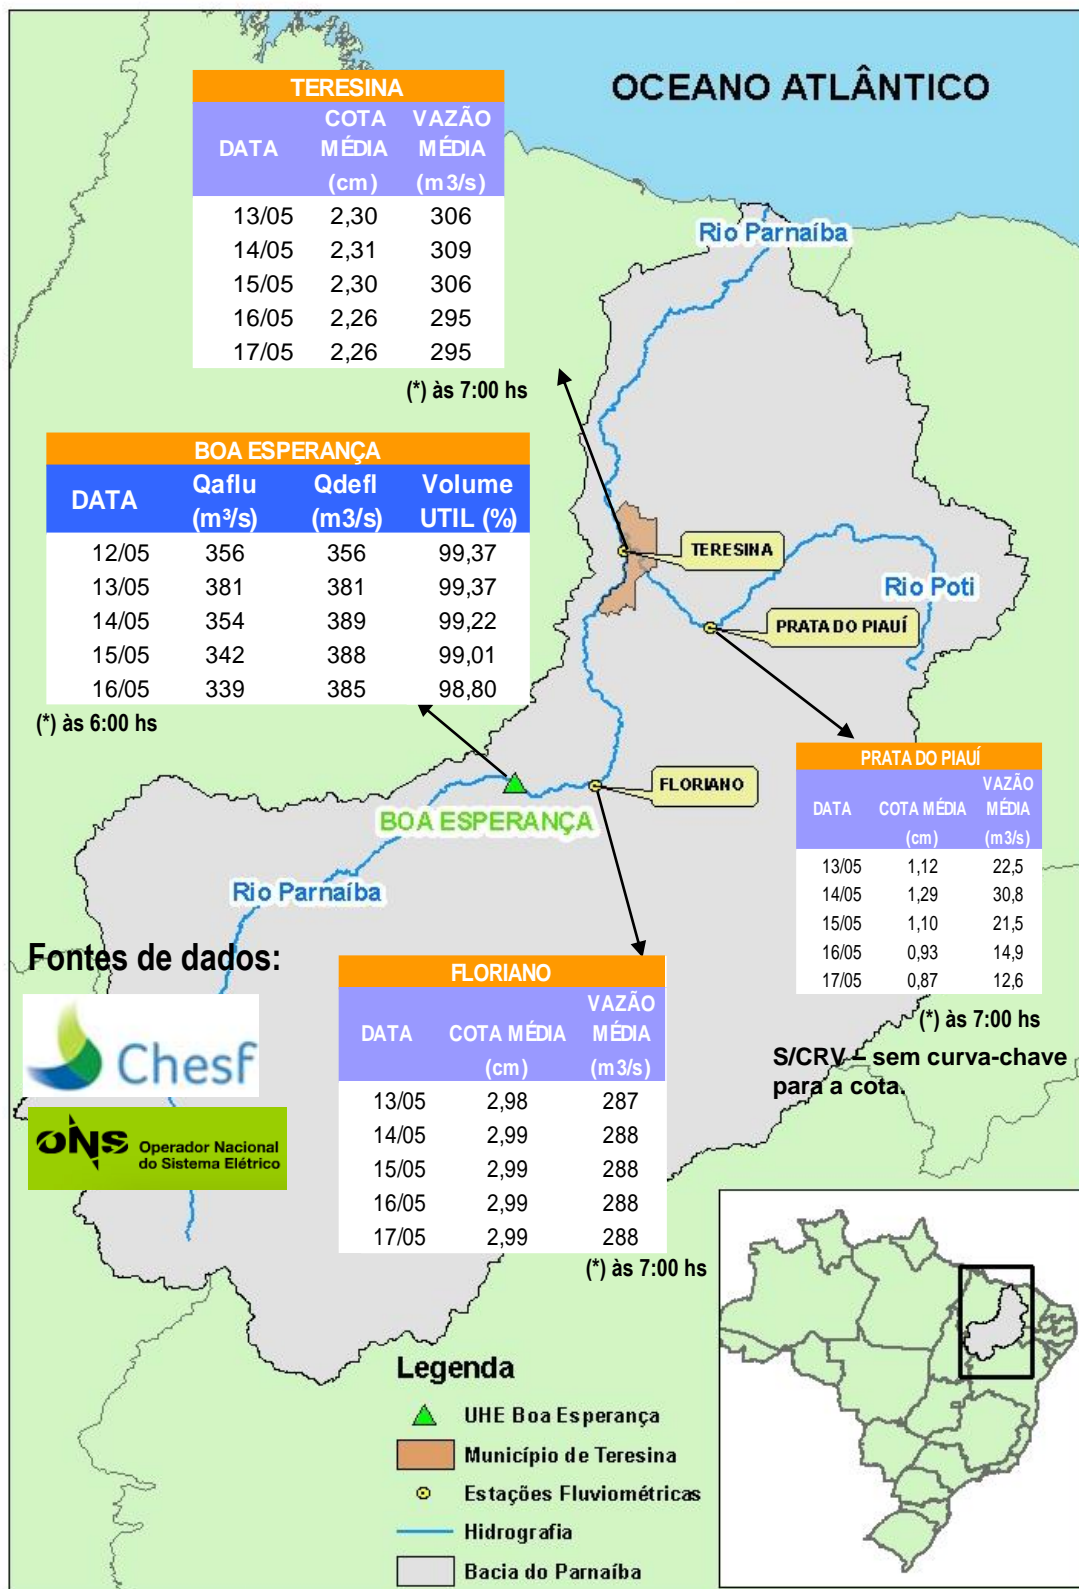 OCEANO ATLÂNTICO
TERESINA
DATA COTA MÉDIA (cm) VAZÃO MÉDIA (m3/s)
13/05 2,30 306
14/05 2,31 309
15/05 2,30 306
16/05 2,26 295
17/05 2,26 295
(*) às 7:00 hs
Rio Parnaíba
BOA ESPERANÇA
DATA Qaflu (m³/s) Qdefl (m3/s) Volume UTIL (%)
12/05 356 356 99,37
13/05 381 381 99,37
14/05 354 389 99,22
15/05 342 388 99,01
16/05 339 385 98,80
(*) às 6:00 hs
TERESINA
Rio Poti
PRATA DO PIAUÍ
FLORIANO
BOA ESPERANÇA
Rio Parnaíba
PRATA DO PIAUÍ
DATA COTA MÉDIA (cm) VAZÃO MÉDIA (m3/s)
13/05 1,12 22,5
14/05 1,29 30,8
15/05 1,10 21,5
16/05 0,93 14,9
17/05 0,87 12,6
(*) às 7:00 hs
S/CRV – sem curva-chave
para a cota.
Fontes de dados:
Chesf
ONS Operador Nacional
do Sistema Elétrico
FLORIANO
DATA COTA MÉDIA (cm) VAZÃO MÉDIA (m3/s)
13/05 2,98 287
14/05 2,99 288
15/05 2,99 288
16/05 2,99 288
17/05 2,99 288
(*) às 7:00 hs
Legenda
UHE Boa Esperança
Município de Teresina
Estações Fluviométricas
Hidrografia
Bacia do Parnaíba